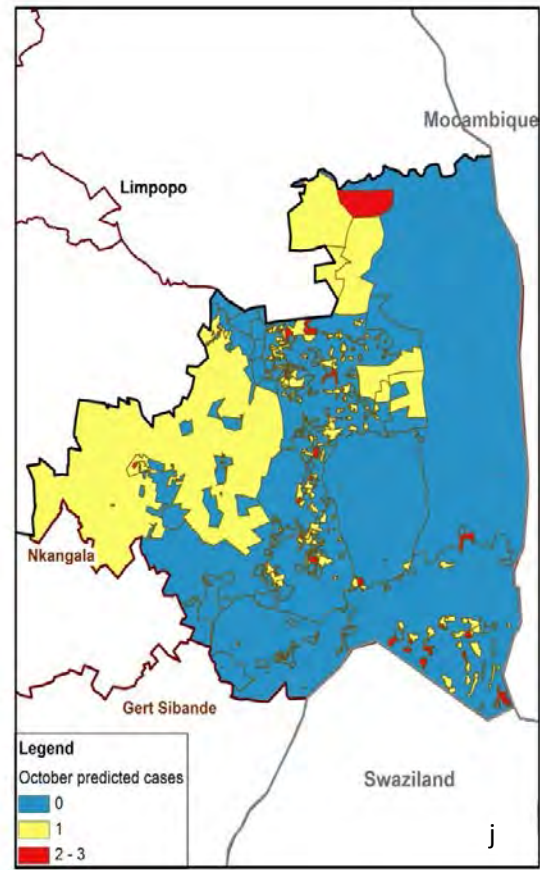 Mocambique
Limpopo
Nkangala
Gert Sibande
Legend
October predicted cases
0
1
2 - 3
Swaziland
j